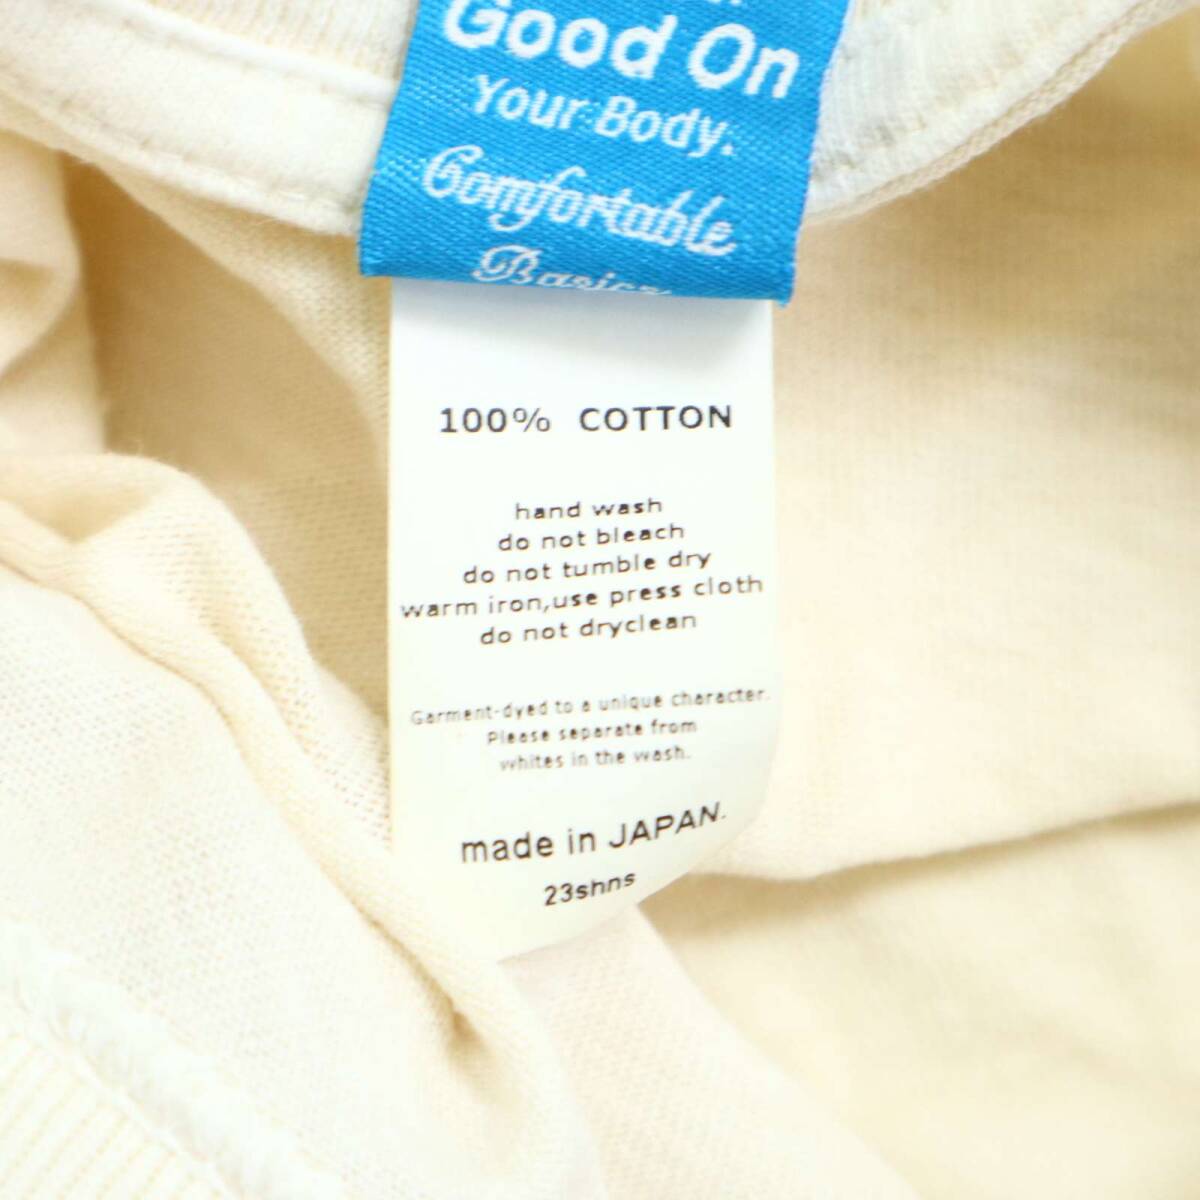 Good On
Your Body.
Comfortable
Basics
100% COTTON
hand wash
do not bleach
do not tumble dry
warm iron,use press cloth
do not dryclean
Garment-dyed to a unique character.
Please separate from
whites in the wash.
made in JAPAN.
23shns